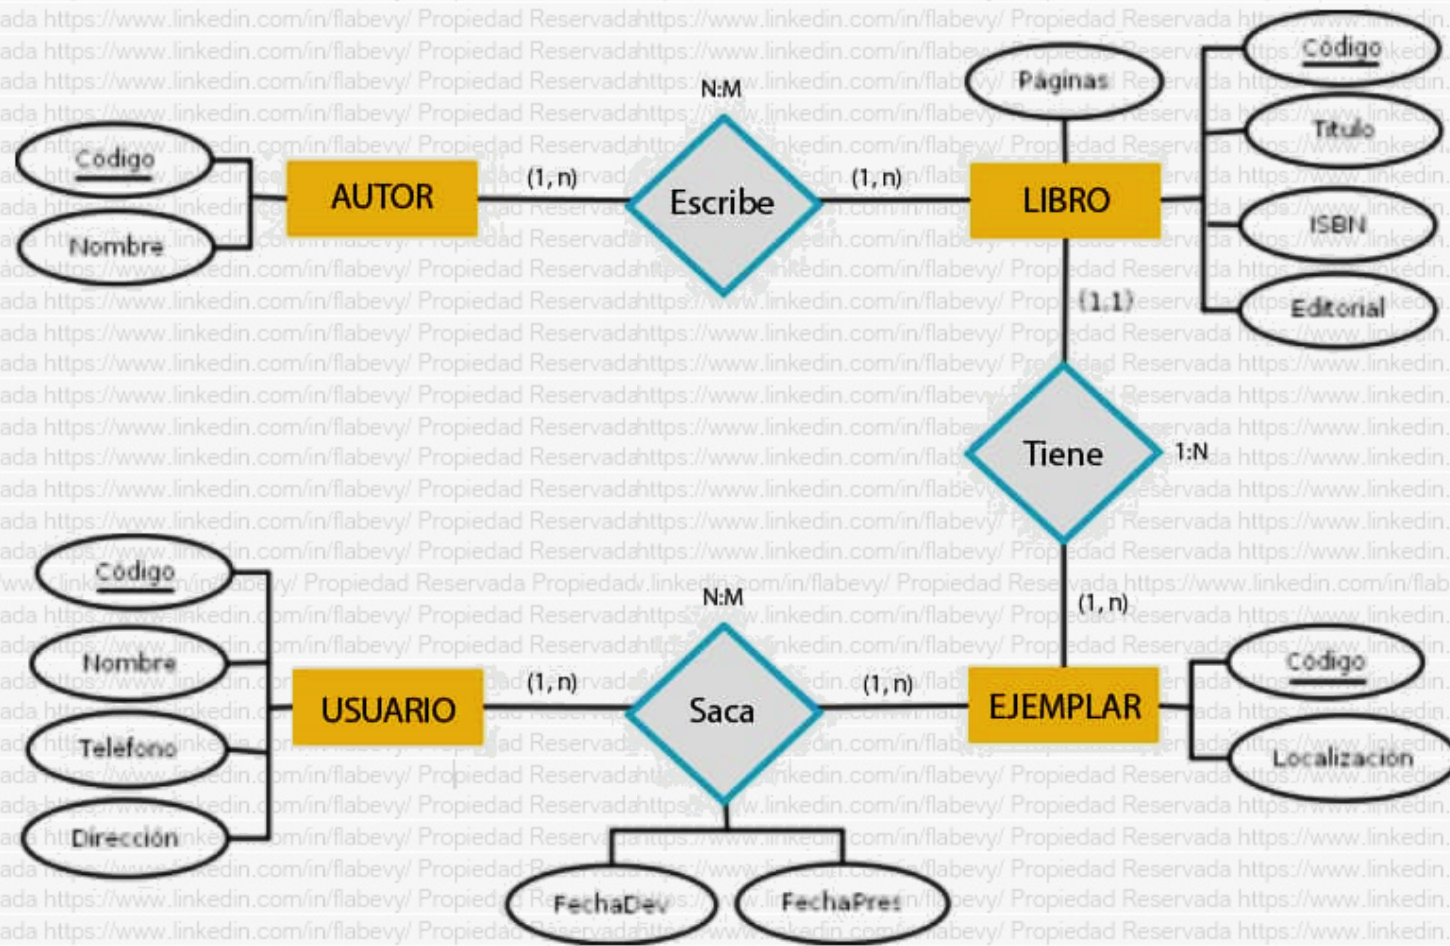 Código
Páginas
N:M
Título
Código
AUTOR
(1, n)
Escribe
(1, n)
LIBRO
Nombre
ISBN
(1,1)
Editorial
Tiene
1:N
Código
N:M
(1, n)
Nombre
Código
USUARIO
(1, n)
Saca
(1, n)
EJEMPLAR
Teléfono
Localización
Dirección
FechaDev
FechaPres
https://www.linkedin.com/in/flabevy/ Propiedad Reservada